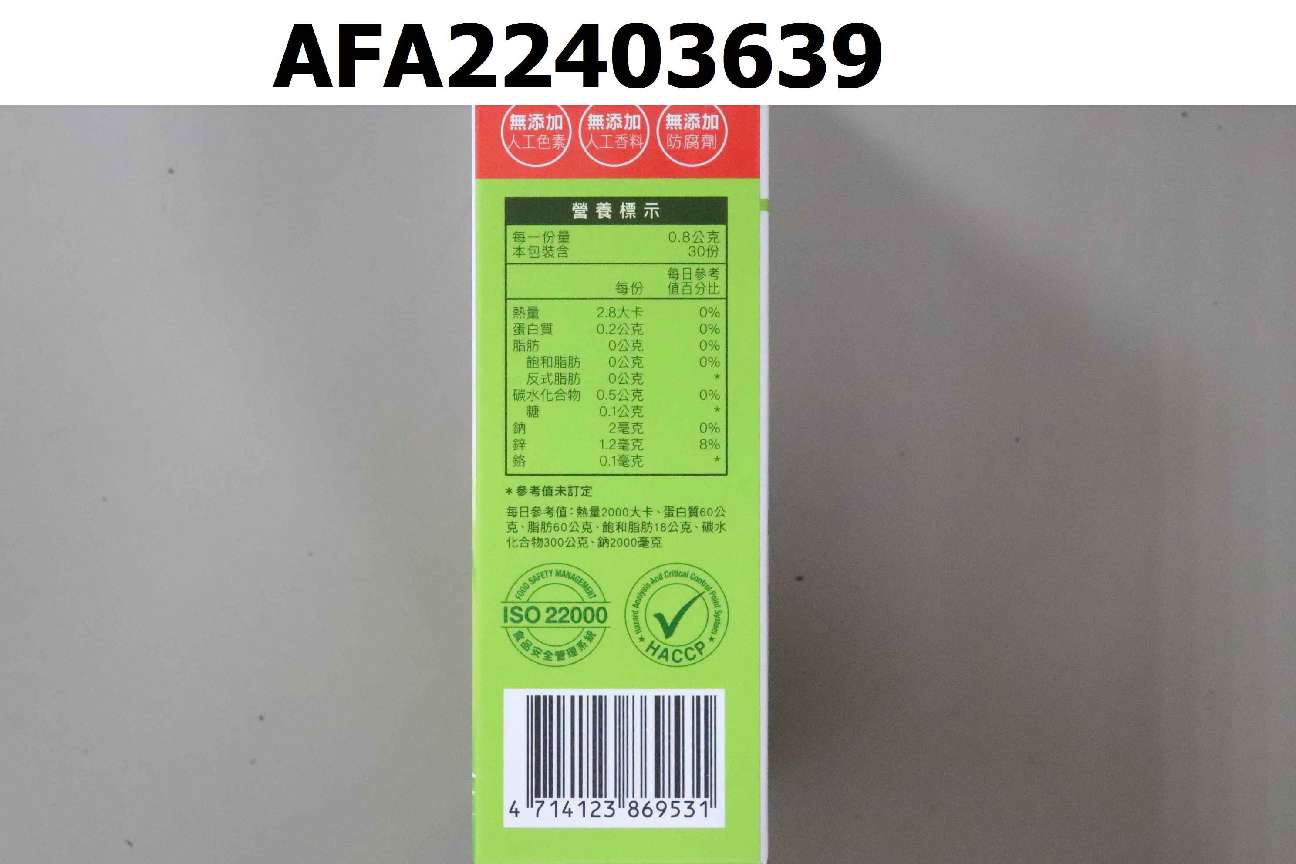 AFA22403639
無添加 無添加 無添加
人工色素 人工香料 防腐劑
營養標示
每一份量 0.8公克
本包裝含 30份
每日參考
每份 值百分比
熱量 2.8大卡 0%
蛋白質 0.2公克 0%
脂肪 0公克 0%
飽和脂肪 0公克 0%
反式脂肪 0公克 *
碳水化合物 0.5公克 0%
糖 0.1公克 *
鈉 2毫克 0%
鋅 1.2毫克 8%
鉻 0.1毫克 *
*參考值未訂定
每日參考值：熱量2000大卡、蛋白質60公
克、脂肪60公克、飽和脂肪18公克、碳水
化合物300公克、鈉2000毫克
FOOD SAFETY MANAGEMENT
ISO 22000
食品安全管理系統
Hazard Analysis And Critical Control Point System
HACCP
4 714123 869531